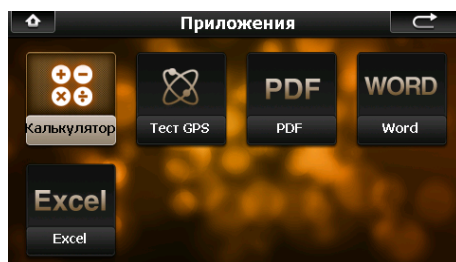 Приложения
PDF
WORD
Калькулятор
Тест GPS
PDF
Word
Excel
Excel